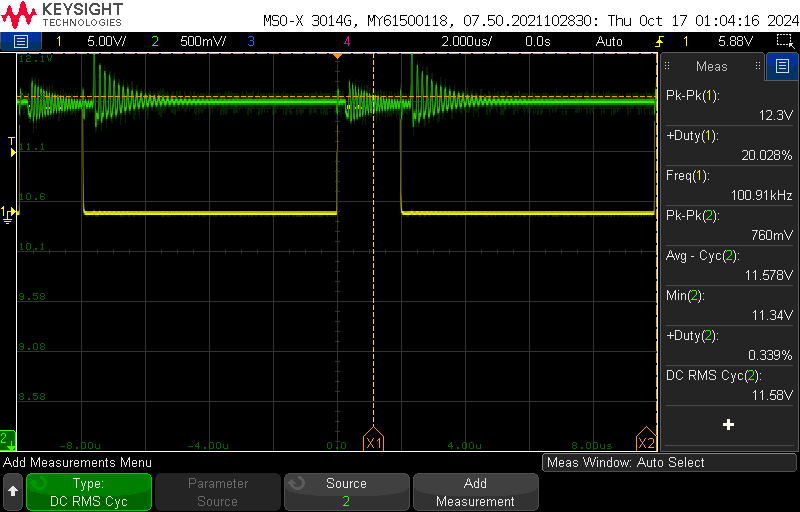 KEYSIGHT
TECHNOLOGIES
MSO-X 3014G, MY61500118, 07.50.2021102830: Thu Oct 17 01:04:16 2024
1 5.00V/ 2 500mV/ 3 4 2.000us/ 0.0s Auto 1 5.88V
12.1V
11.1
10.6
10.1
9.58
9.08
8.58
-8.00u -4.00u 0.0 4.00u 8.00us
T
1
2
X1
X2
Meas
Pk-Pk(1):
12.3V
+Duty(1):
20.028%
Freq(1):
100.91kHz
Pk-Pk(2):
760mV
Avg - Cyc(2):
11.578V
Min(2):
11.34V
+Duty(2):
0.339%
DC RMS Cyc(2):
11.58V
Add Measurements Menu
Meas Window: Auto Select
Type:
DC RMS Cyc
Parameter
Source
Source
2
Add
Measurement